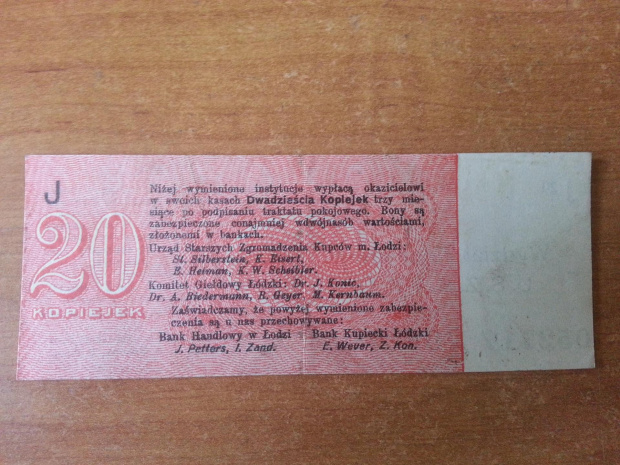 J
20
KOPIEJEK
Niżej wymienione instytucje wypłacą okazicielowi
w swoich kasach Dwadzieścia Kopiejek trzy mie-
siące po podpisaniu traktatu pokojowego. Bony są
zabezpieczone conajmniej wdwójnasób wartościami,
złożonemi w bankach.
Urząd Starszych Zgromadzenia Kupców m. Łodzi:
St. Silberstein, K. Eisert,
E. Heiman, K. W. Scheibler.
Komitet Giełdowy Łódzki: Dr. J. Konic,
Dr. A. Biedermann, R. Geyer M. Kernbaum.
Zaświadczamy, że powyżej wymienione zabezpie-
czenia są u nas przechowywane:
Bank Handlowy w Łodzi Bank Kupiecki Łódzki.
J. Petters, I. Zand. E. Wever, Z. Kon.